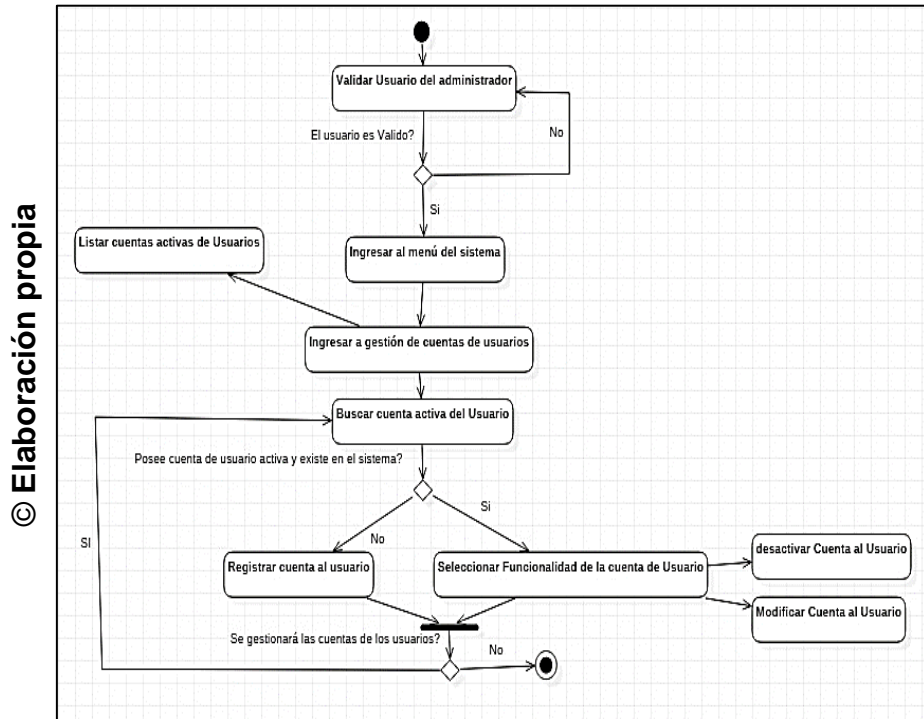 © Elaboración propia
Validar Usuario del administrador
El usuario es Valido?
No
Si
Listar cuentas activas de Usuarios
Ingresar al menú del sistema
Ingresar a gestión de cuentas de usuarios
Buscar cuenta activa del Usuario
Posee cuenta de usuario activa y existe en el sistema?
Si
No
SI
Registrar cuenta al usuario
Seleccionar Funcionalidad de la cuenta de Usuario
desactivar Cuenta al Usuario
Modificar Cuenta al Usuario
Se gestionará las cuentas de los usuarios?
No